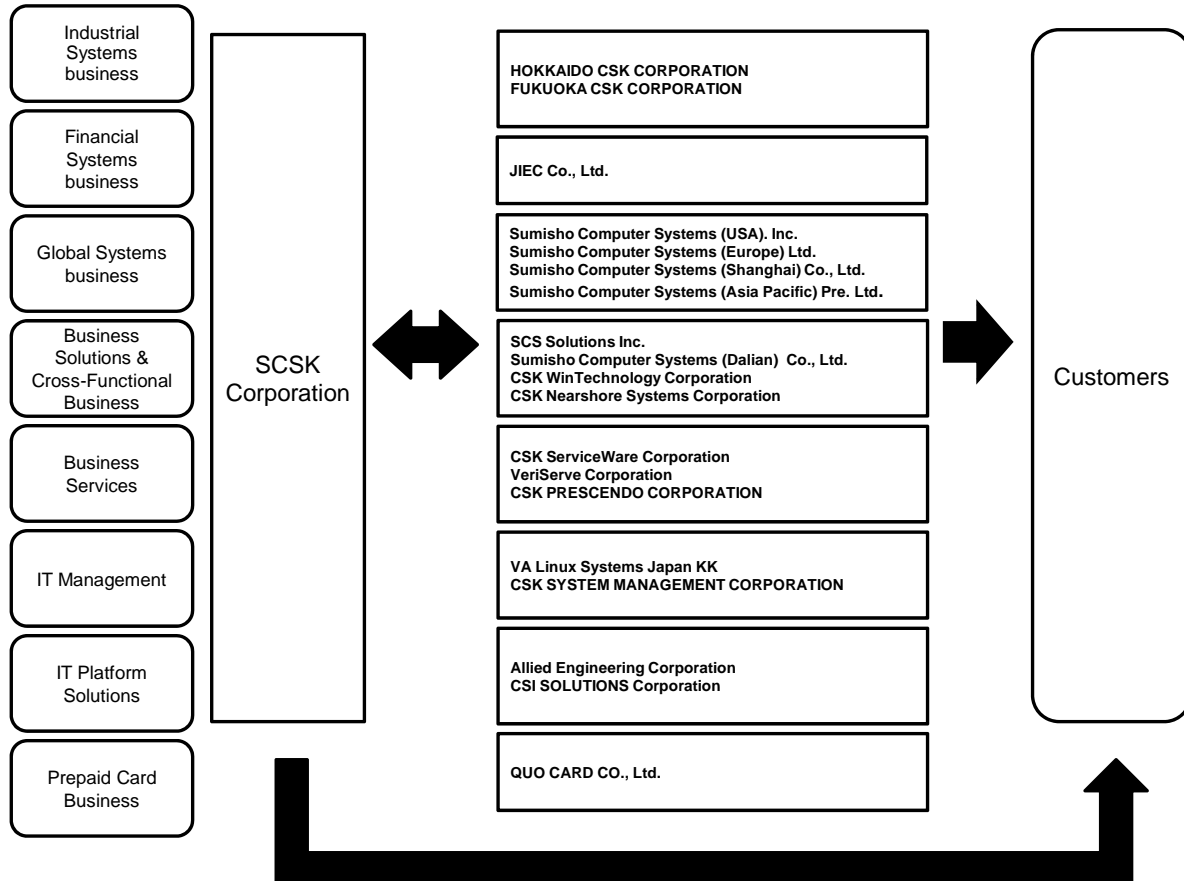 Industrial
Systems
business
Financial
Systems
business
Global Systems
business
Business
Solutions &
Cross-Functional
Business
Business
Services
IT Management
IT Platform
Solutions
Prepaid Card
Business
SCSK
Corporation
HOKKAIDO CSK CORPORATION
FUKUOKA CSK CORPORATION
JIEC Co., Ltd.
Sumisho Computer Systems (USA). Inc.
Sumisho Computer Systems (Europe) Ltd.
Sumisho Computer Systems (Shanghai) Co., Ltd.
Sumisho Computer Systems (Asia Pacific) Pre. Ltd.
SCS Solutions Inc.
Sumisho Computer Systems (Dalian) Co., Ltd.
CSK WinTechnology Corporation
CSK Nearshore Systems Corporation
CSK ServiceWare Corporation
VeriServe Corporation
CSK PRESCENDO CORPORATION
VA Linux Systems Japan KK
CSK SYSTEM MANAGEMENT CORPORATION
Allied Engineering Corporation
CSI SOLUTIONS Corporation
QUO CARD CO., Ltd.
Customers